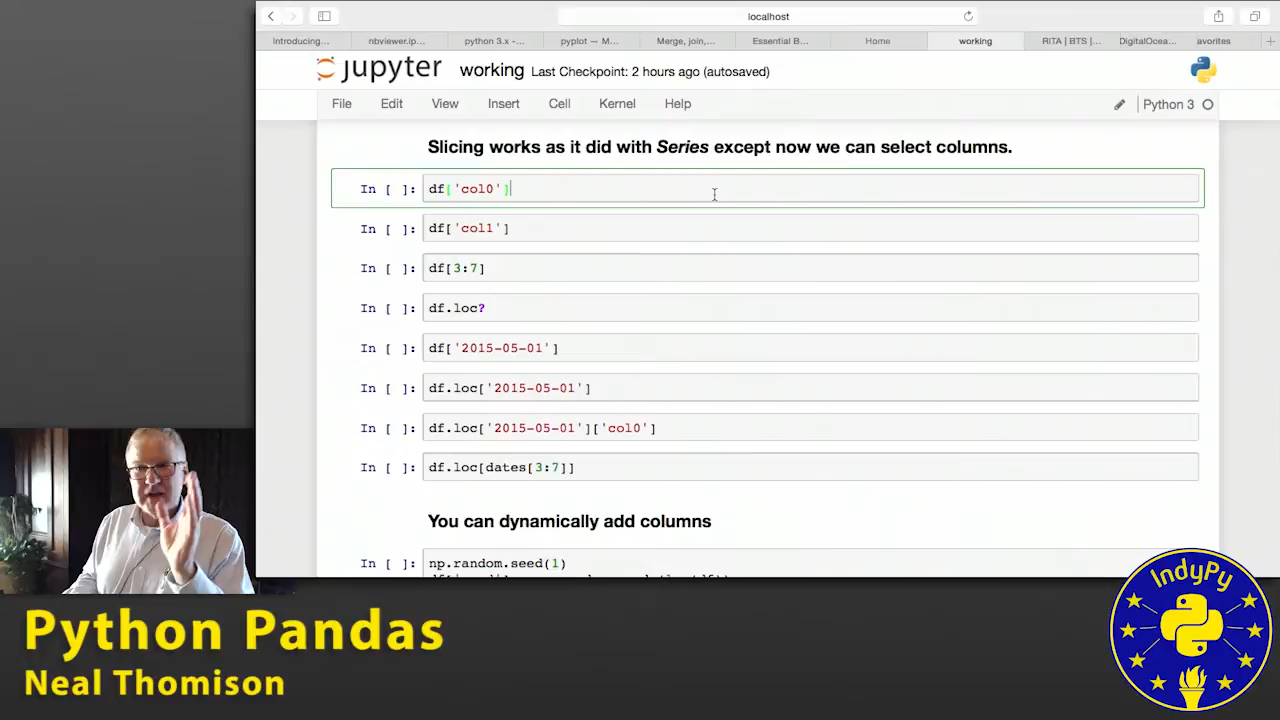 localhost
Introducing...
nbviewer.ip...
python 3.x -...
pyplot — M...
Merge, join,...
Essential B...
Home
working
RITA | BTS |...
DigitalOcea...
avorites
jupyter working Last Checkpoint: 2 hours ago (autosaved)
File Edit View Insert Cell Kernel Help Python 3
Slicing works as it did with Series except now we can select columns.
In [ ]: df['col0']
In [ ]: df['col1']
In [ ]: df[3:7]
In [ ]: df.loc?
In [ ]: df['2015-05-01']
In [ ]: df.loc['2015-05-01']
In [ ]: df.loc['2015-05-01']['col0']
In [ ]: df.loc[dates[3:7]]
You can dynamically add columns
In [ ]: np.random.seed(1)
IndyPy
Python Pandas
Neal Thomison